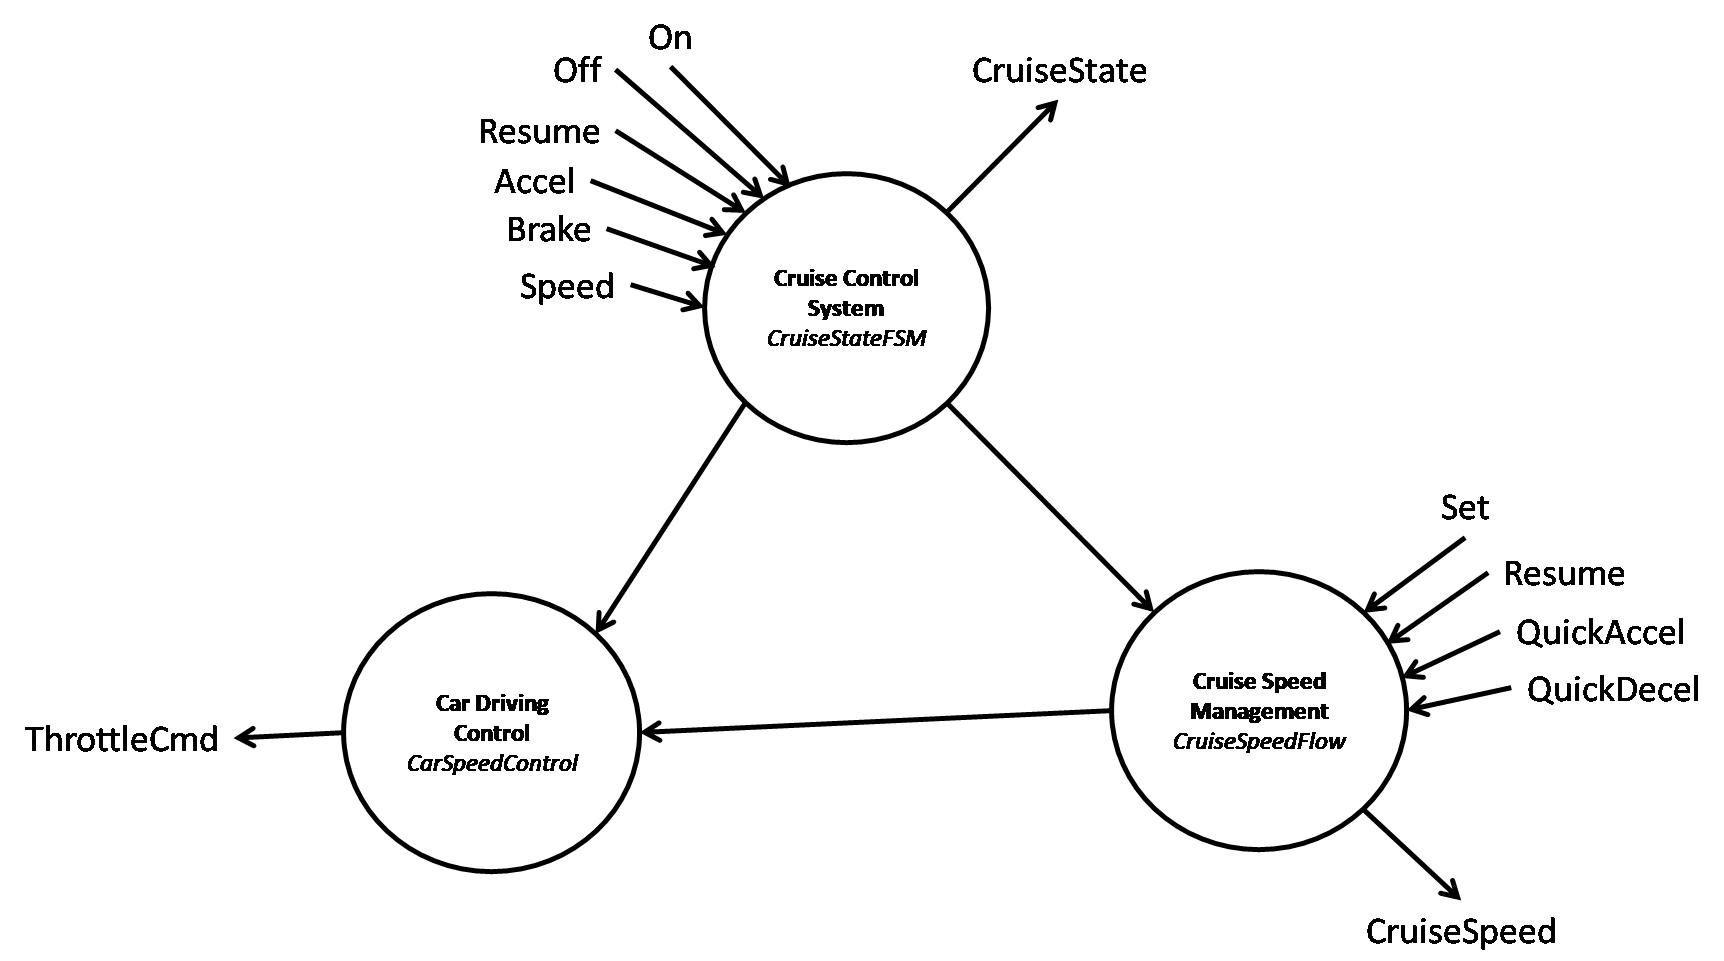 On
Off
CruiseState
Resume
Accel
Brake
Speed
Cruise Control
System
CruiseStateFSM
Set
Resume
QuickAccel
QuickDecel
Cruise Speed
Management
CruiseSpeedFlow
Car Driving
Control
CarSpeedControl
ThrottleCmd
CruiseSpeed